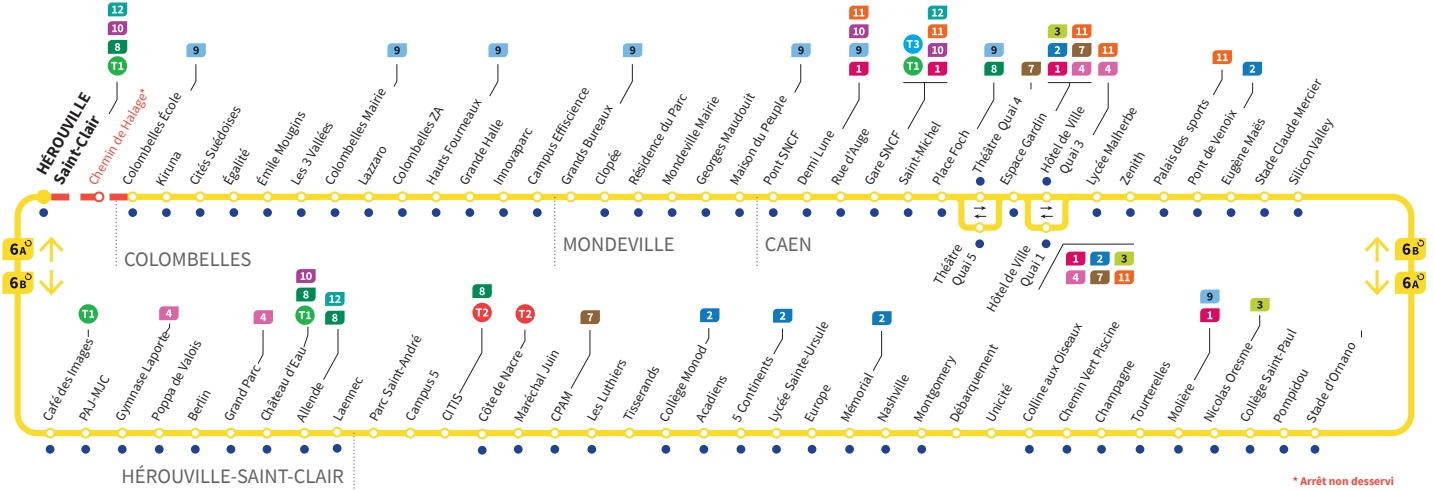 12
10
8
T1
9
9
9
9
9
11
10
9
1
T3
T1
12
11
10
1
9
8
7
3
2
1
11
7
4
11
4
11
2
HÉROUVILLE
Saint-Clair
Chemin de Halage*
Colombelles École
Kiruna
Cités Suédoises
Égalité
Émile Mougins
Les 3 Vallées
Colombelles Mairie
Lazzaro
Colombelles ZA
Hauts Fourneaux
Grande Halle
Innovaparc
Campus Effiscience
Grands Bureaux
Clopée
Résidence du Parc
Mondeville Mairie
Georges Maudouit
Maison du Peuple
Pont SNCF
Demi Lune
Rue d'Auge
Gare SNCF
Saint-Michel
Place Foch
Théâtre Quai 4
Espace Gardin
Hôtel de Ville
Quai 3
Lycée Malherbe
Zenith
Palais des sports
Pont de Venoix
Eugène Maës
Stade Claude Mercier
Silicon Valley
COLOMBELLES
MONDEVILLE
CAEN
Théâtre
Quai 5
Hôtel de Ville
Quai 1
1 2 3
4 7 11
6A
6B
6B
6A
T1
4
4
10
8
T1
12
8
8
T2
T2
7
2
2
2
9
1
3
Café des Images
PAJ-MJC
Gymnase Laporte
Poppa de Valois
Berlin
Grand Parc
Château d'Eau
Allende
Laennec
Parc Saint-André
Campus 5
CITIS
Côte de Nacre
Maréchal Juin
CPAM
Les Luthiers
Tisserands
Collège Monod
Acadiens
5 Continents
Lycée Sainte-Ursule
Europe
Mémorial
Nashville
Montgomery
Débarquement
Unicité
Colline aux Oiseaux
Chemin Vert Piscine
Champagne
Tourterelles
Molière
Nicolas Oresme
Collège Saint-Paul
Pompidou
Stade d'Ornano
HÉROUVILLE-SAINT-CLAIR
* Arrêt non desservi